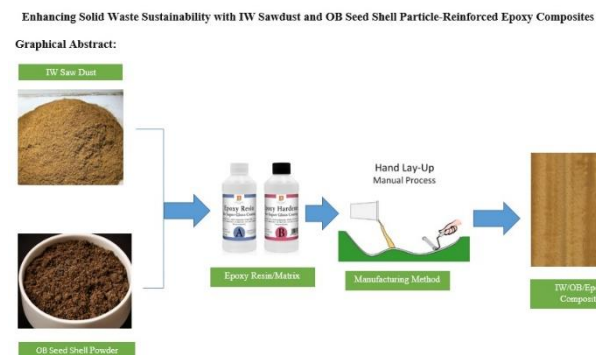 Enhancing Solid Waste Sustainability with IW Sawdust and OB Seed Shell Particle-Reinforced Epoxy Composites
Graphical Abstract:
IW Saw Dust
Hand Lay-Up
Manual Process
Epoxy Resin
A
Epoxy Hardener
B
Epoxy Resin/Matrix
Manufacturing Method
OB Seed Shell Powder